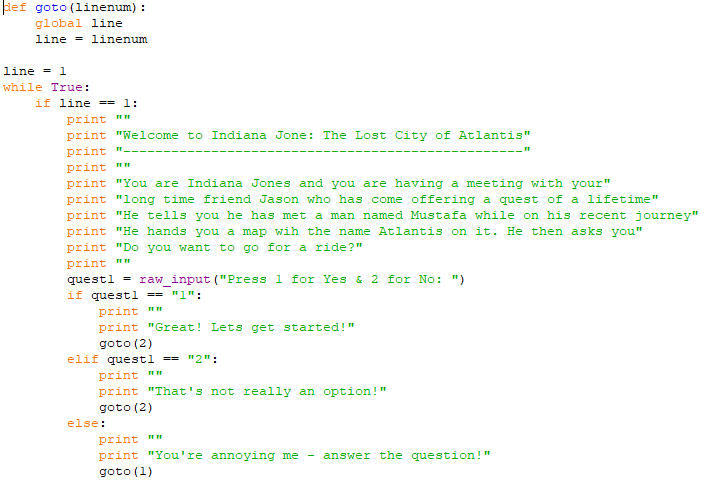 def goto(linenum):
    global line
    line = linenum

line = 1
while True:
    if line == 1:
        print ""
        print "Welcome to Indiana Jone: The Lost City of Atlantis"
        print "--------------------------------------------------"
        print ""
        print "You are Indiana Jones and you are having a meeting with your"
        print "long time friend Jason who has come offering a quest of a lifetime"
        print "He tells you he has met a man named Mustafa while on his recent journey"
        print "He hands you a map wih the name Atlantis on it. He then asks you"
        print "Do you want to go for a ride?"
        print ""
        quest1 = raw_input("Press 1 for Yes & 2 for No: ")
        if quest1 == "1":
            print ""
            print "Great! Lets get started!"
            goto(2)
        elif quest1 == "2":
            print ""
            print "That's not really an option!"
            goto(2)
        else:
            print ""
            print "You're annoying me - answer the question!"
            goto(1)